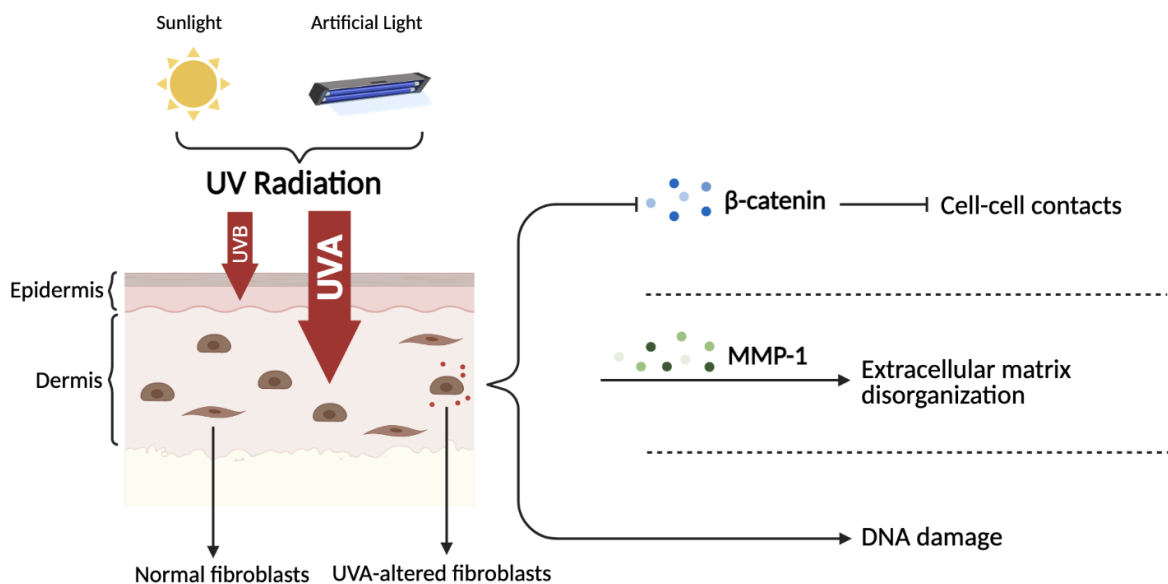 Sunlight
Artificial Light
UV Radiation
UVB
UVA
Epidermis
Dermis
Normal fibroblasts
UVA-altered fibroblasts
β-catenin
Cell-cell contacts
MMP-1
Extracellular matrix
disorganization
DNA damage